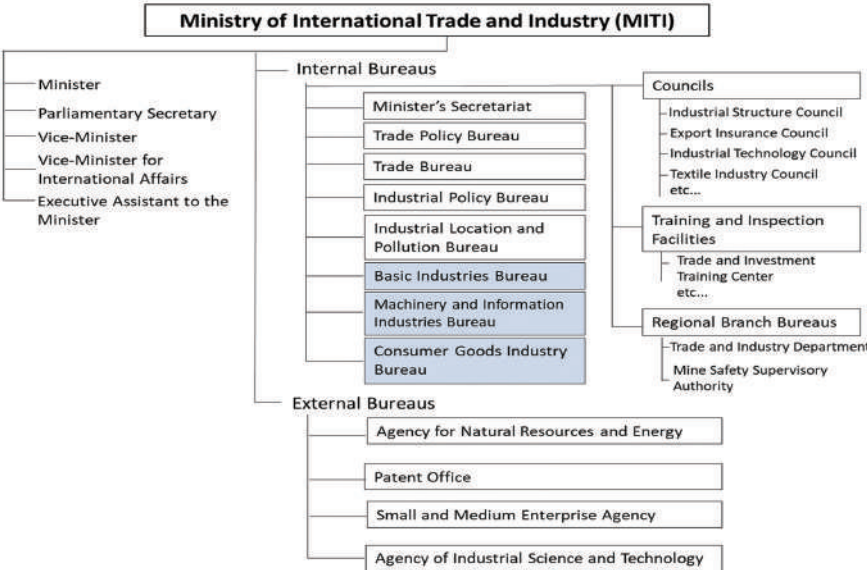 Ministry of International Trade and Industry (MITI)
Minister
Parliamentary Secretary
Vice-Minister
Vice-Minister for
International Affairs
Executive Assistant to the
Minister
Internal Bureaus
Minister's Secretariat
Trade Policy Bureau
Trade Bureau
Industrial Policy Bureau
Industrial Location and
Pollution Bureau
Basic Industries Bureau
Machinery and Information
Industries Bureau
Consumer Goods Industry
Bureau
Councils
Industrial Structure Council
Export Insurance Council
Industrial Technology Council
Textile Industry Council
etc...
Training and Inspection
Facilities
Trade and Investment
Training Center
etc...
Regional Branch Bureaus
Trade and Industry Department
Mine Safety Supervisory
Authority
External Bureaus
Agency for Natural Resources and Energy
Patent Office
Small and Medium Enterprise Agency
Agency of Industrial Science and Technology